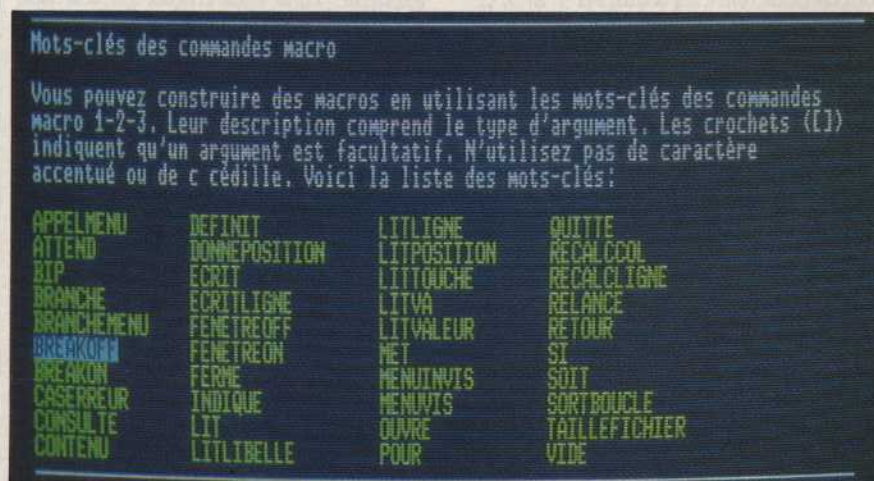 Mots-clés des commandes macro
Vous pouvez construire des macros en utilisant les mots-clés des commandes
macro 1-2-3. Leur description comprend le type d'argument. Les crochets ([])
indiquent qu'un argument est facultatif. N'utilisez pas de caractère
accentué ou de c cédille. Voici la liste des mots-clés:
APPELMENU DEFINIT LITLIGNE QUITTE
ATTEND DONNEPOSITION LITPOSITION RECALCCOL
BIP ECRIT LITTOUCHE RECALCLIGNE
BRANCHE ECRITLIGNE LITVA RELANCE
BRANCHEMENU FENETREOFF LITVALEUR RETOUR
BREAKOFF FENETREON MET SI
BREAKON FERME MENUINVIS SOIT
CASERREUR INDIQUE MENUVIS SORTBOUCLE
CONSULTE LIT OUVRE TAILLEFICHIER
CONTENU LITLIBELLE POUR VIDE